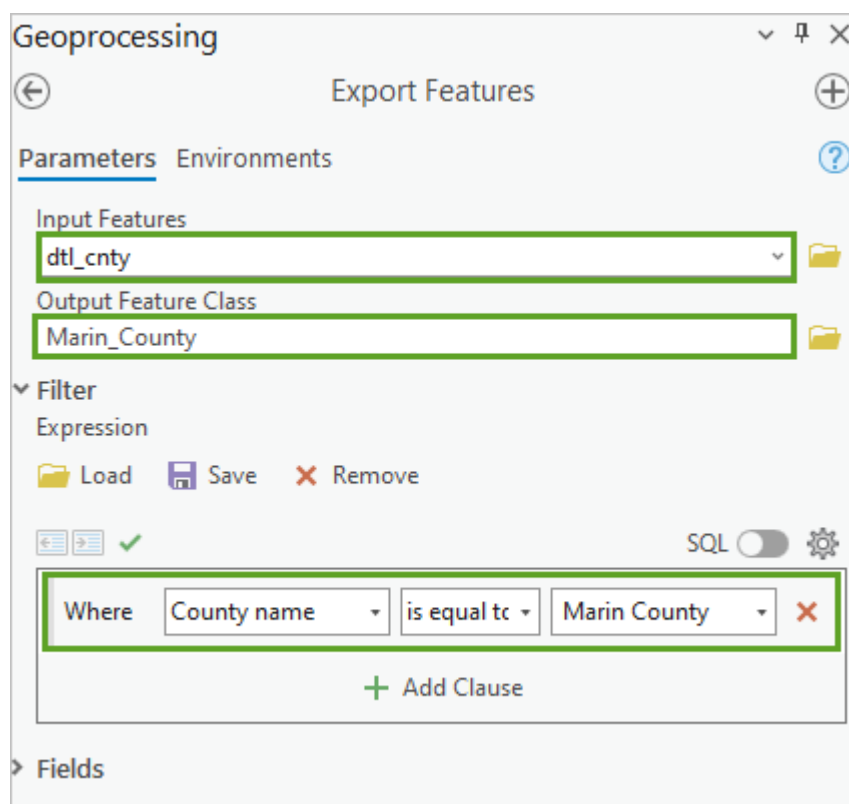 Geoprocessing
Export Features
Parameters Environments
Input Features
dtl_cnty
Output Feature Class
Marin_County
Filter
Expression
Load Save Remove
SQL
Where County name is equal to Marin County
Add Clause
Fields